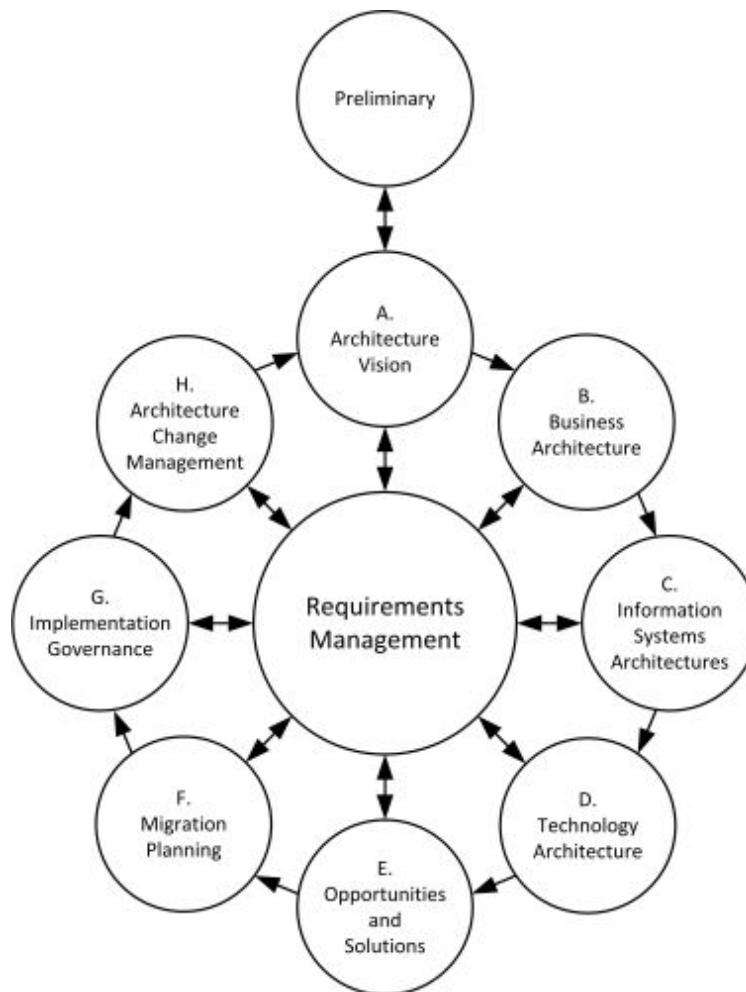 Preliminary
A.
Architecture
Vision
B.
Business
Architecture
C.
Information
Systems
Architectures
D.
Technology
Architecture
E.
Opportunities
and
Solutions
F.
Migration
Planning
G.
Implementation
Governance
H.
Architecture
Change
Management
Requirements
Management